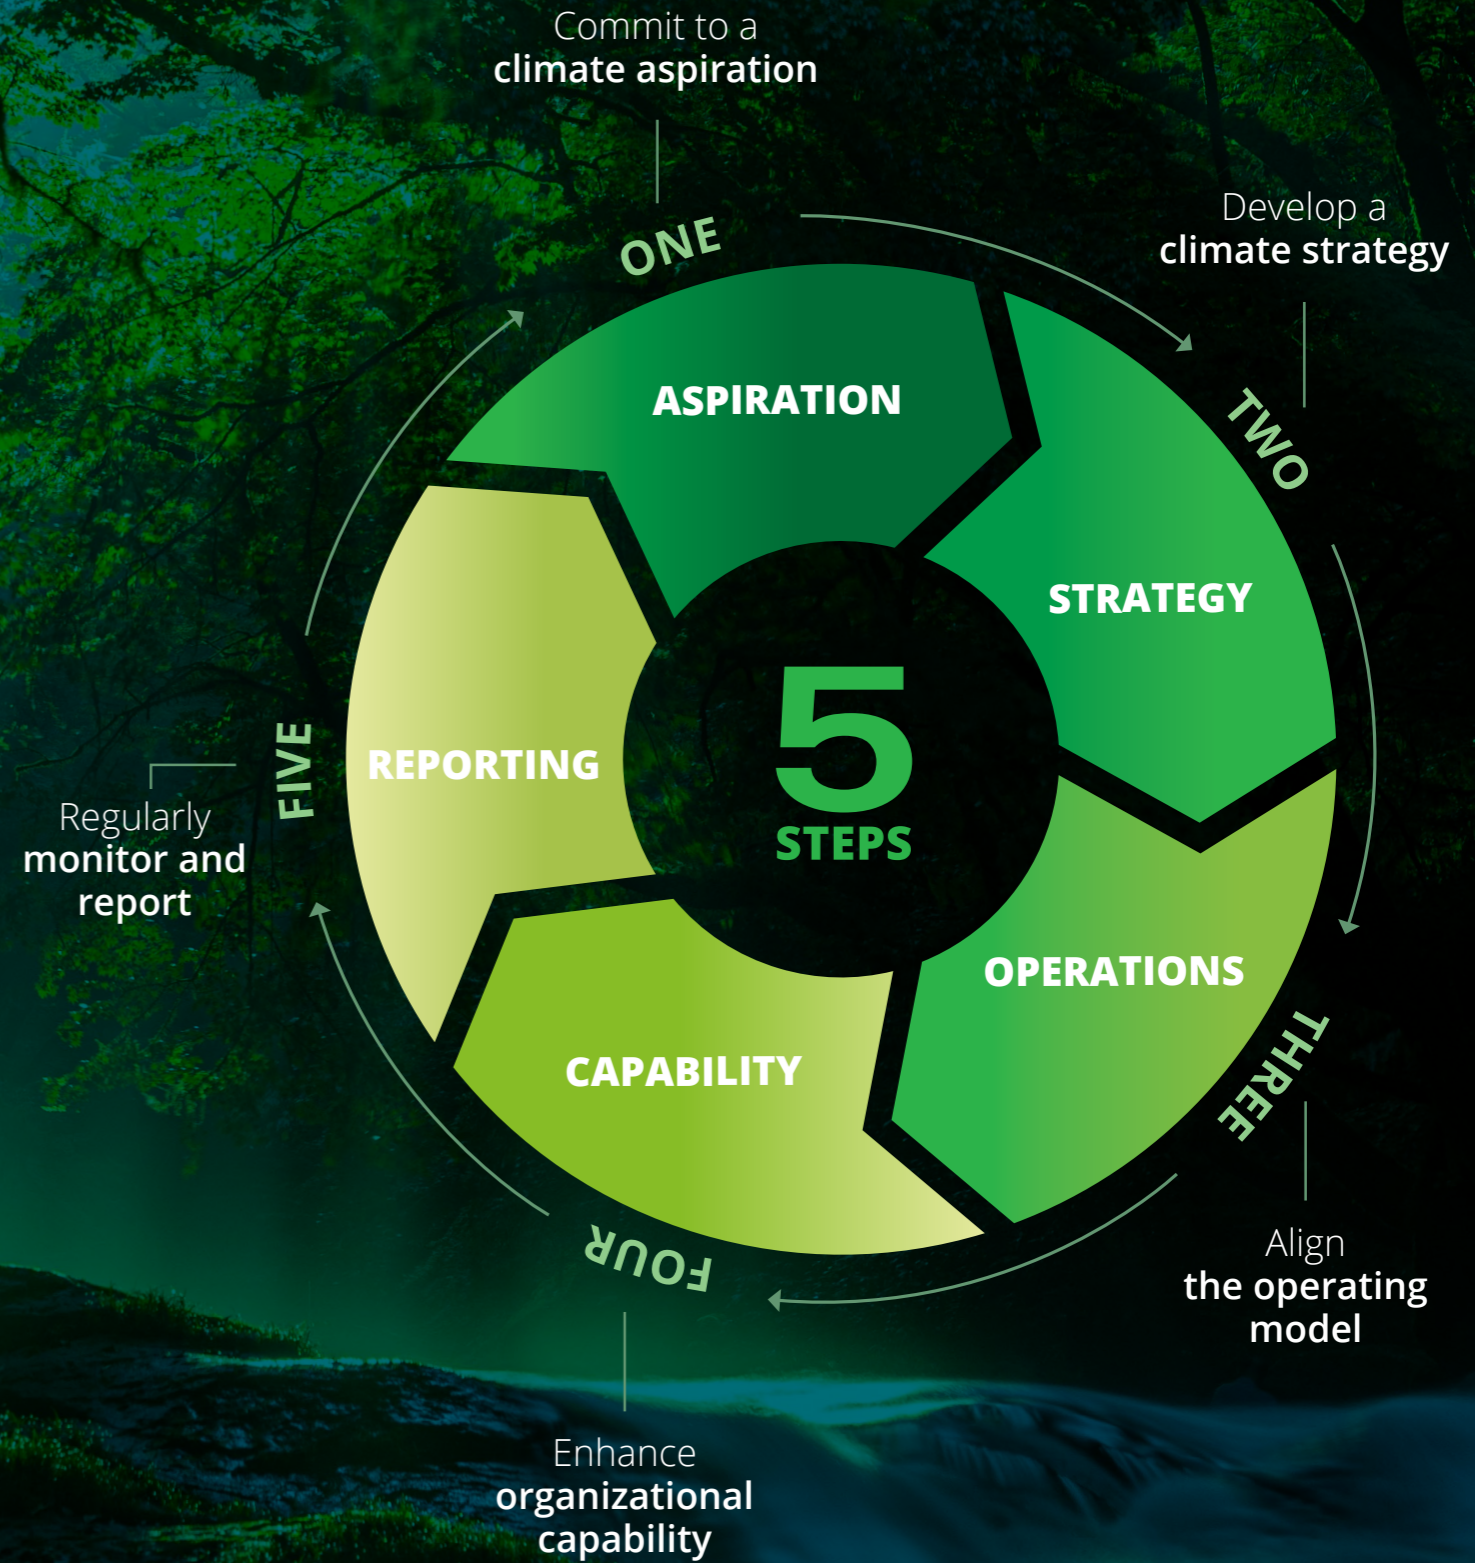 Commit to a
climate aspiration
ONE
ASPIRATION
Develop a
climate strategy
TWO
STRATEGY
5
STEPS
OPERATIONS
THREE
Align
the operating
model
CAPABILITY
FOUR
Enhance
organizational
capability
REPORTING
FIVE
Regularly
monitor and
report